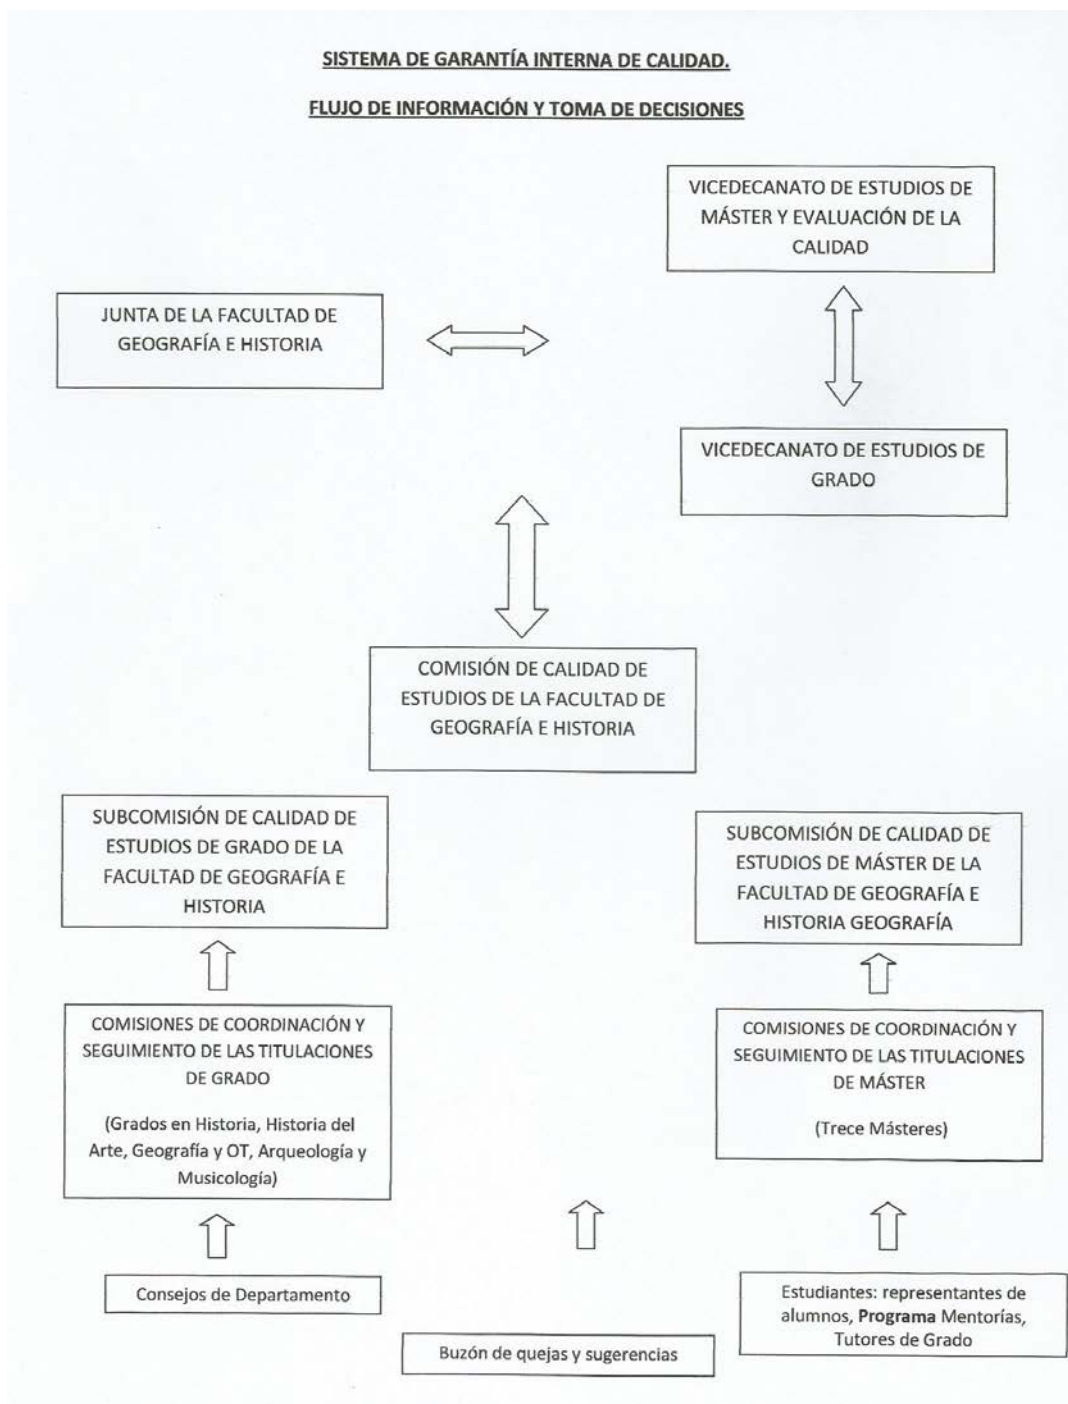 SISTEMA DE GARANTÍA INTERNA DE CALIDAD.
FLUJO DE INFORMACIÓN Y TOMA DE DECISIONES
VICEDECANATO DE ESTUDIOS DE
MÁSTER Y EVALUACIÓN DE LA
CALIDAD
JUNTA DE LA FACULTAD DE
GEOGRAFÍA E HISTORIA
VICEDECANATO DE ESTUDIOS DE
GRADO
COMISIÓN DE CALIDAD DE
ESTUDIOS DE LA FACULTAD DE
GEOGRAFÍA E HISTORIA
SUBCOMISIÓN DE CALIDAD DE
ESTUDIOS DE GRADO DE LA
FACULTAD DE GEOGRAFÍA E
HISTORIA
SUBCOMISIÓN DE CALIDAD DE
ESTUDIOS DE MÁSTER DE LA
FACULTAD DE GEOGRAFÍA E
HISTORIA GEOGRAFÍA
COMISIONES DE COORDINACIÓN Y
SEGUIMIENTO DE LAS TITULACIONES
DE GRADO
(Grados en Historia, Historia del
Arte, Geografía y OT, Arqueología y
Musicología)
COMISIONES DE COORDINACIÓN Y
SEGUIMIENTO DE LAS TITULACIONES
DE MÁSTER
(Trece Másteres)
Consejos de Departamento
Buzón de quejas y sugerencias
Estudiantes: representantes de
alumnos, Programa Mentorías,
Tutores de Grado